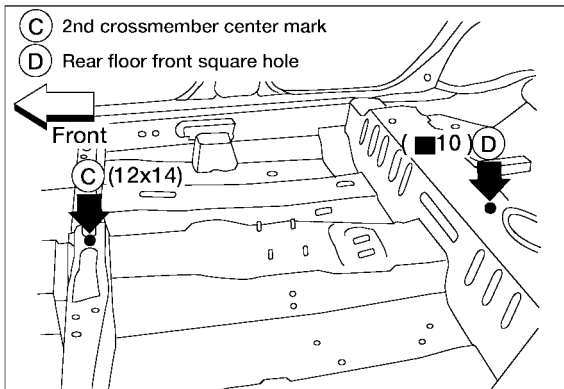 C 2nd crossmember center mark
D Rear floor front square hole
Front
C (12x14)
( ■10 ) D